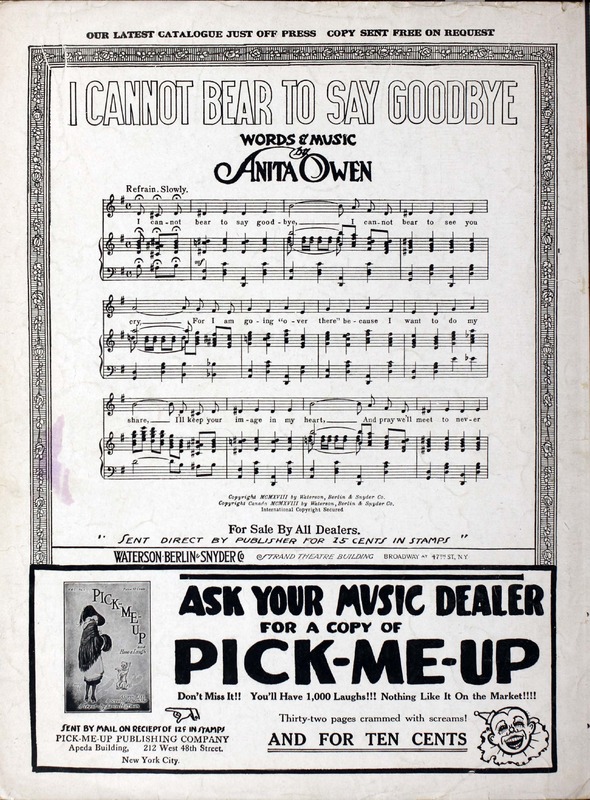 OUR LATEST CATALOGUE JUST OFF PRESS COPY SENT FREE ON REQUEST
I CANNOT BEAR TO SAY GOODBYE
WORDS & MUSIC
by
ANITA OWEN
Refrain. Slowly.
I can-not bear to say good-bye, I can-not bear to see you
cry, For I am go-ing "o-ver there" be-cause I want to do my
share, I'll keep your im-age in my heart, And pray we'll meet to nev-er
Copyright MCMXVIII by Waterson, Berlin & Snyder Co.
Copyright Canada MCMXVIII by Waterson, Berlin & Snyder Co.
International Copyright Secured
For Sale By All Dealers.
"SENT DIRECT BY PUBLISHER FOR 15 CENTS IN STAMPS"
WATERSON·BERLIN & SNYDER Co STRAND THEATRE BUILDING BROADWAY AT 47TH ST, N.Y.
PICK-
ME-
UP
ASK YOUR MUSIC DEALER
FOR A COPY OF
PICK-ME-UP
Don't Miss It!! You'll Have 1,000 Laughs!!! Nothing Like It On the Market!!!!
Thirty-two pages crammed with screams!
AND FOR TEN CENTS
SENT BY MAIL ON RECIEPT OF 12¢ IN STAMPS
PICK-ME-UP PUBLISHING COMPANY
Apeda Building, 212 West 48th Street.
New York City.